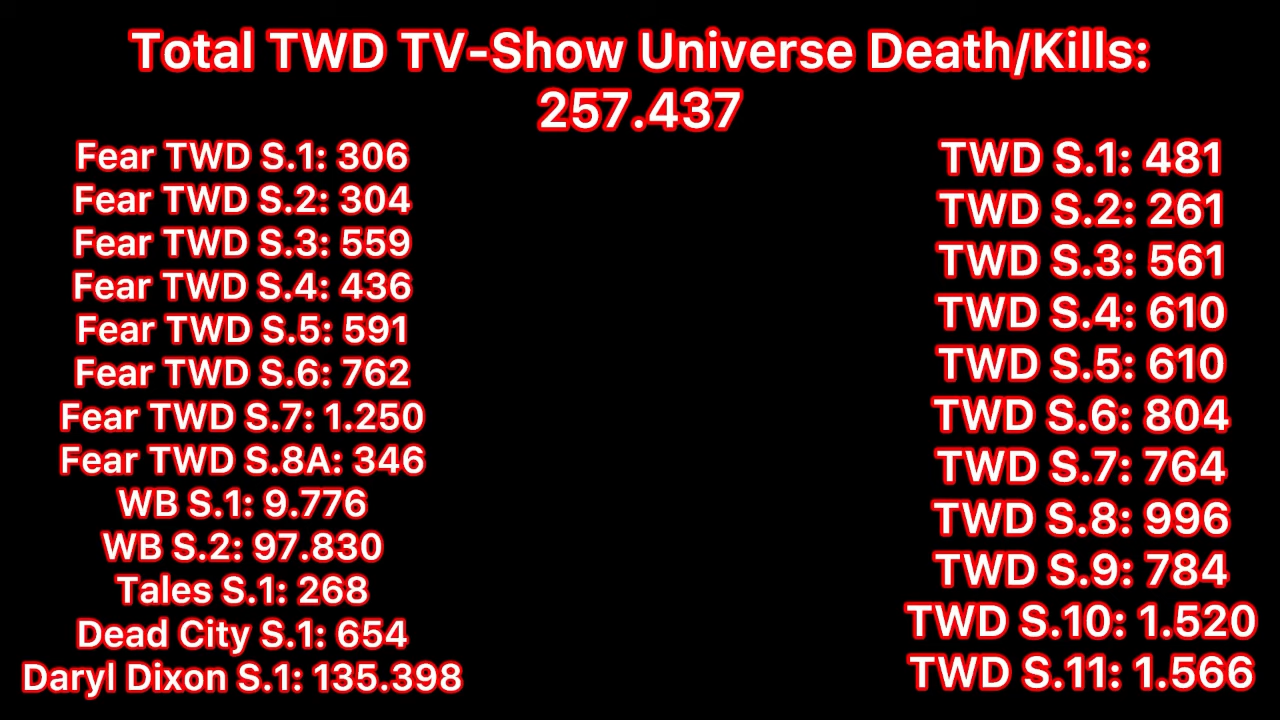 Total TWD TV-Show Universe Death/Kills:
257.437
Fear TWD S.1: 306
Fear TWD S.2: 304
Fear TWD S.3: 559
Fear TWD S.4: 436
Fear TWD S.5: 591
Fear TWD S.6: 762
Fear TWD S.7: 1.250
Fear TWD S.8A: 346
WB S.1: 9.776
WB S.2: 97.830
Tales S.1: 268
Dead City S.1: 654
Daryl Dixon S.1: 135.398
TWD S.1: 481
TWD S.2: 261
TWD S.3: 561
TWD S.4: 610
TWD S.5: 610
TWD S.6: 804
TWD S.7: 764
TWD S.8: 996
TWD S.9: 784
TWD S.10: 1.520
TWD S.11: 1.566